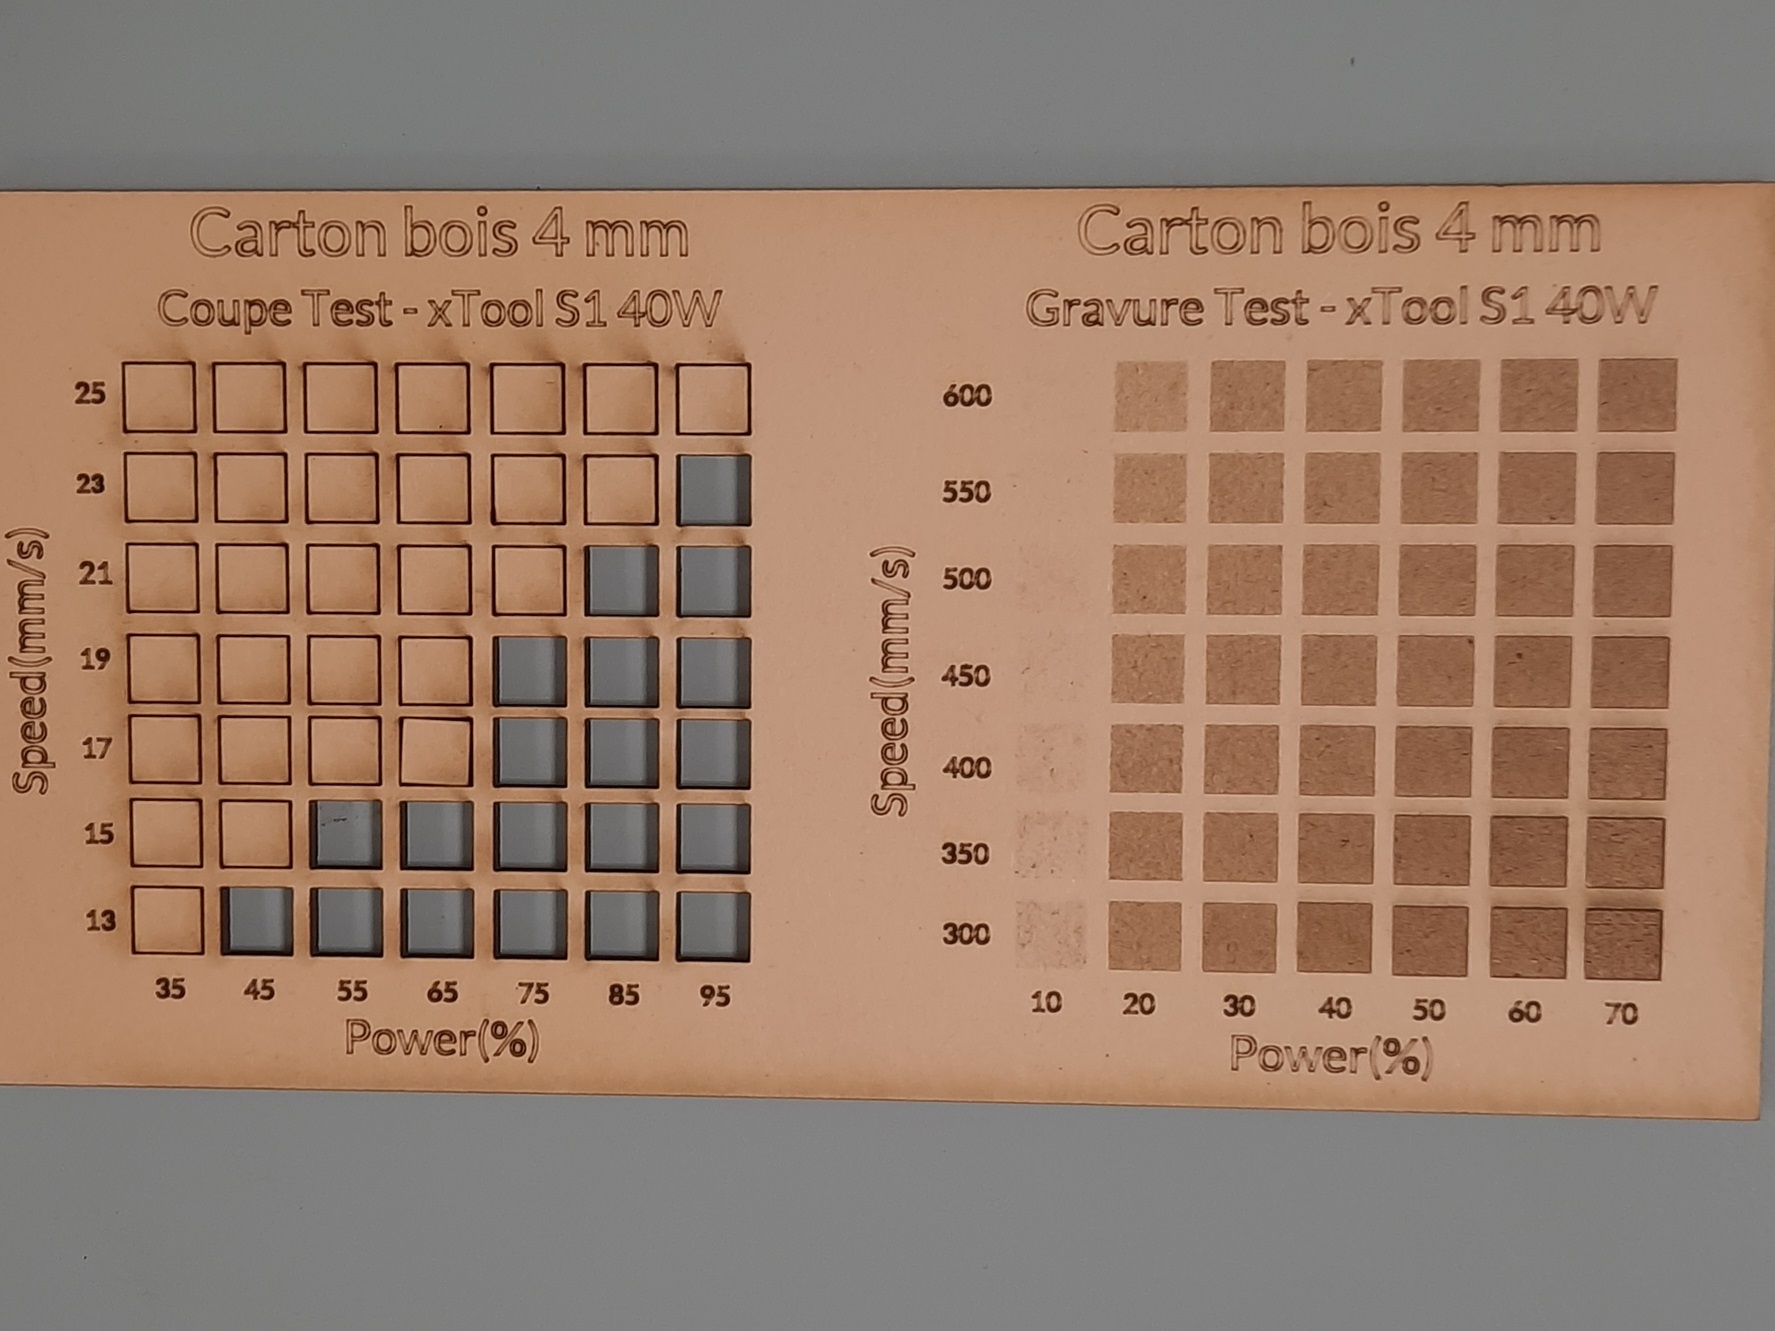 Carton bois 4 mm
Coupe Test - xTool S1 40W
Speed(mm/s)
25
23
21
19
17
15
13
35 45 55 65 75 85 95
Power(%)
Carton bois 4 mm
Gravure Test - xTool S1 40W
Speed(mm/s)
600
550
500
450
400
350
300
10 20 30 40 50 60 70
Power(%)